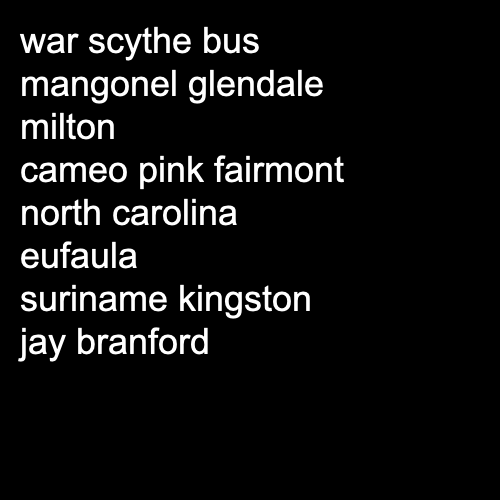 war scythe bus
mangonel glendale
milton
cameo pink fairmont
north carolina
eufaula
suriname kingston
jay branford